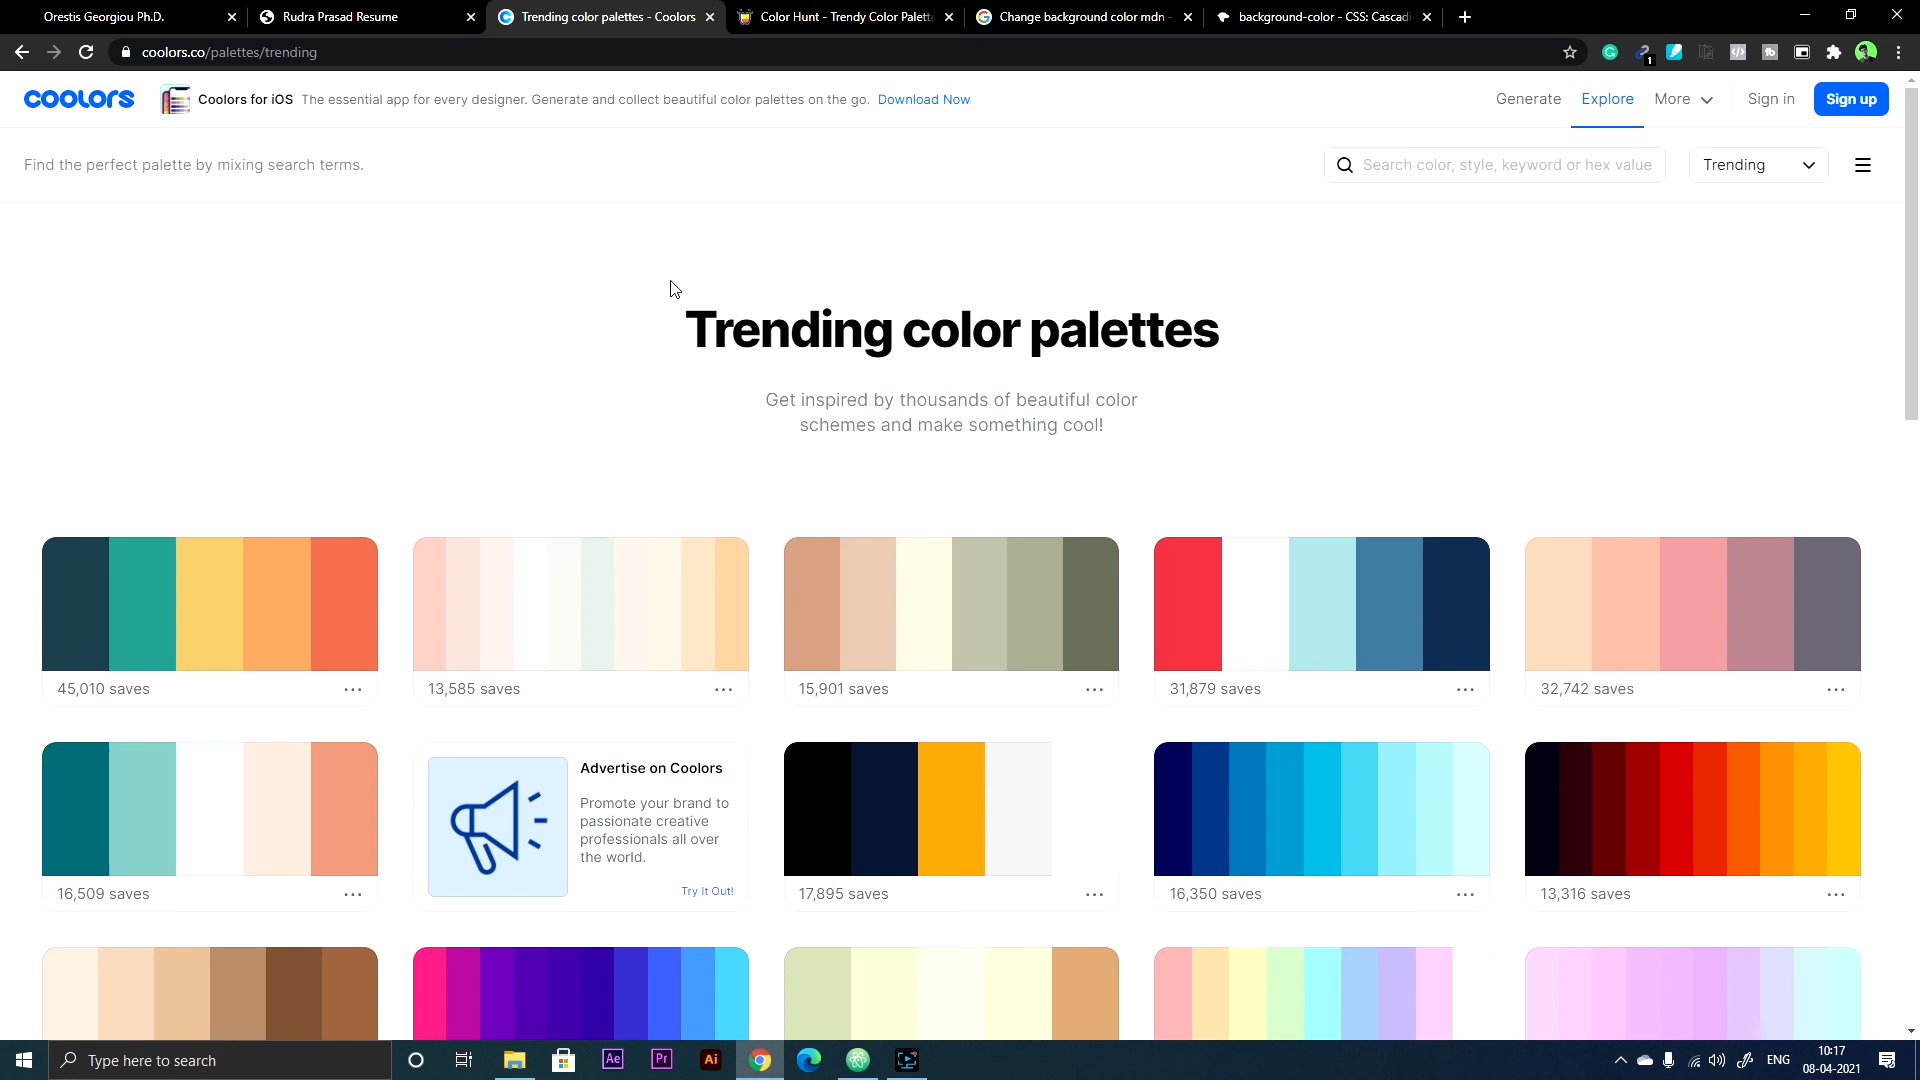 Orestis Georgiou Ph.D.
Rudra Prasad Resume
Trending color palettes - Coolors
Color Hunt - Trendy Color Palette
Change background color mdn -
background-color - CSS: Cascadi
coolors.co/palettes/trending
1
coolors
Coolors for iOS The essential app for every designer. Generate and collect beautiful color palettes on the go. Download Now
Generate
Explore
More
Sign in
Sign up
Find the perfect palette by mixing search terms.
Search color, style, keyword or hex value
Trending
Trending color palettes
Get inspired by thousands of beautiful color
schemes and make something cool!
45,010 saves
13,585 saves
15,901 saves
31,879 saves
32,742 saves
16,509 saves
Advertise on Coolors
Promote your brand to
passionate creative
professionals all over
the world.
Try It Out!
17,895 saves
16,350 saves
13,316 saves
Type here to search
Ae
Pr
Ai
ENG
10:17
08-04-2021